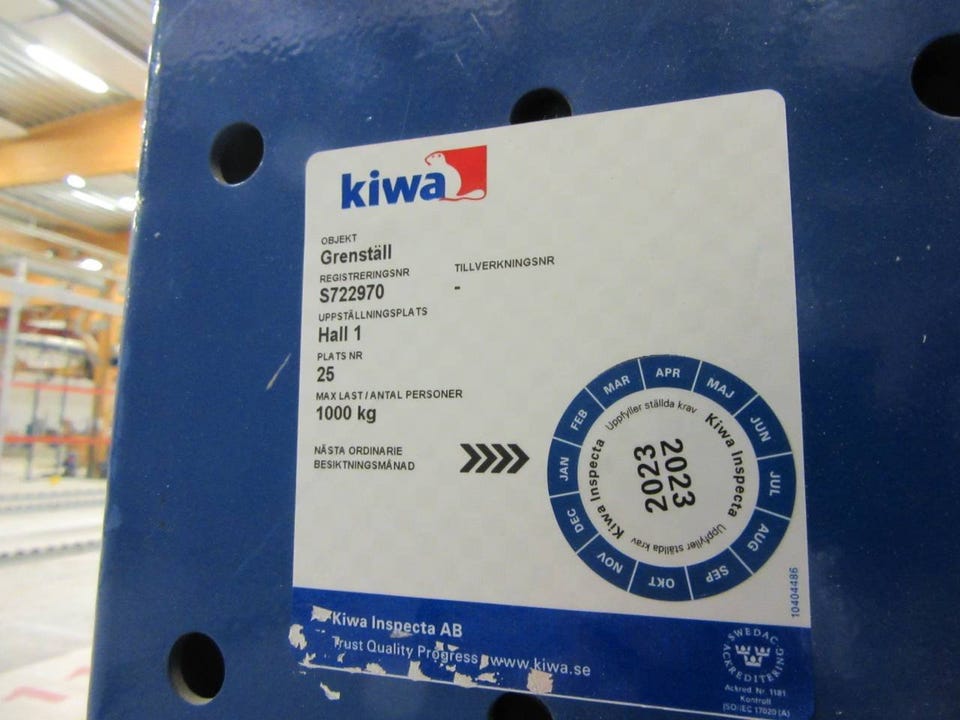 kiwa
OBJEKT
Grenställ
REGISTRERINGSNR
TILLVERKNINGSNR
S722970
-
UPPSTÄLLNINGSPLATS
Hall 1
PLATS NR
25
MAX LAST / ANTAL PERSONER
1000 kg
NÄSTA ORDINARIE
BESIKTNINGSMÅNAD
JAN FEB MAR APR MAJ JUN JUL AUG SEP OKT NOV DEC
Uppfyller ställda krav
Kiwa Inspecta
Uppfyller ställda krav
Kiwa Inspecta
2023
2023
10404486
Kiwa Inspecta AB
Trust Quality Progress www.kiwa.se
SWEDAC
ACKREDITERING
Ackred. Nr. 1181
Kontroll
(SO/IEC 17020 (A)